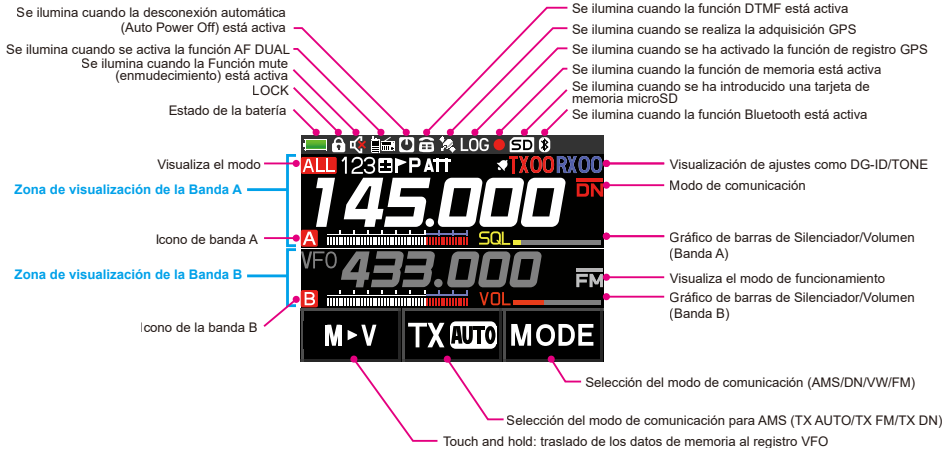 Se ilumina cuando la desconexión automática
(Auto Power Off) está activa
Se ilumina cuando se activa la función AF DUAL
Se ilumina cuando la Función mute
(enmudecimiento) está activa
LOCK
Estado de la batería
Se ilumina cuando la función DTMF está activa
Se ilumina cuando se realiza la adquisición GPS
Se ilumina cuando se ha activado la función de registro GPS
Se ilumina cuando la función de memoria está activa
Se ilumina cuando se ha introducido una tarjeta de
memoria microSD
Se ilumina cuando la función Bluetooth está activa
LOG SD
Visualiza el modo
ALL 123 P ATT TX00 RX00
Visualización de ajustes como DG-ID/TONE
Zona de visualización de la Banda A
145.000
DN
Modo de comunicación
Icono de banda A
A
SQL
Gráfico de barras de Silenciador/Volumen
(Banda A)
Zona de visualización de la Banda B
VFO
433.000
FM
Visualiza el modo de funcionamiento
B
VOL
Gráfico de barras de Silenciador/Volumen
(Banda B)
Icono de la banda B
M►V
TX AUTO
MODE
Selección del modo de comunicación (AMS/DN/VW/FM)
Selección del modo de comunicación para AMS (TX AUTO/TX FM/TX DN)
Touch and hold: traslado de los datos de memoria al registro VFO